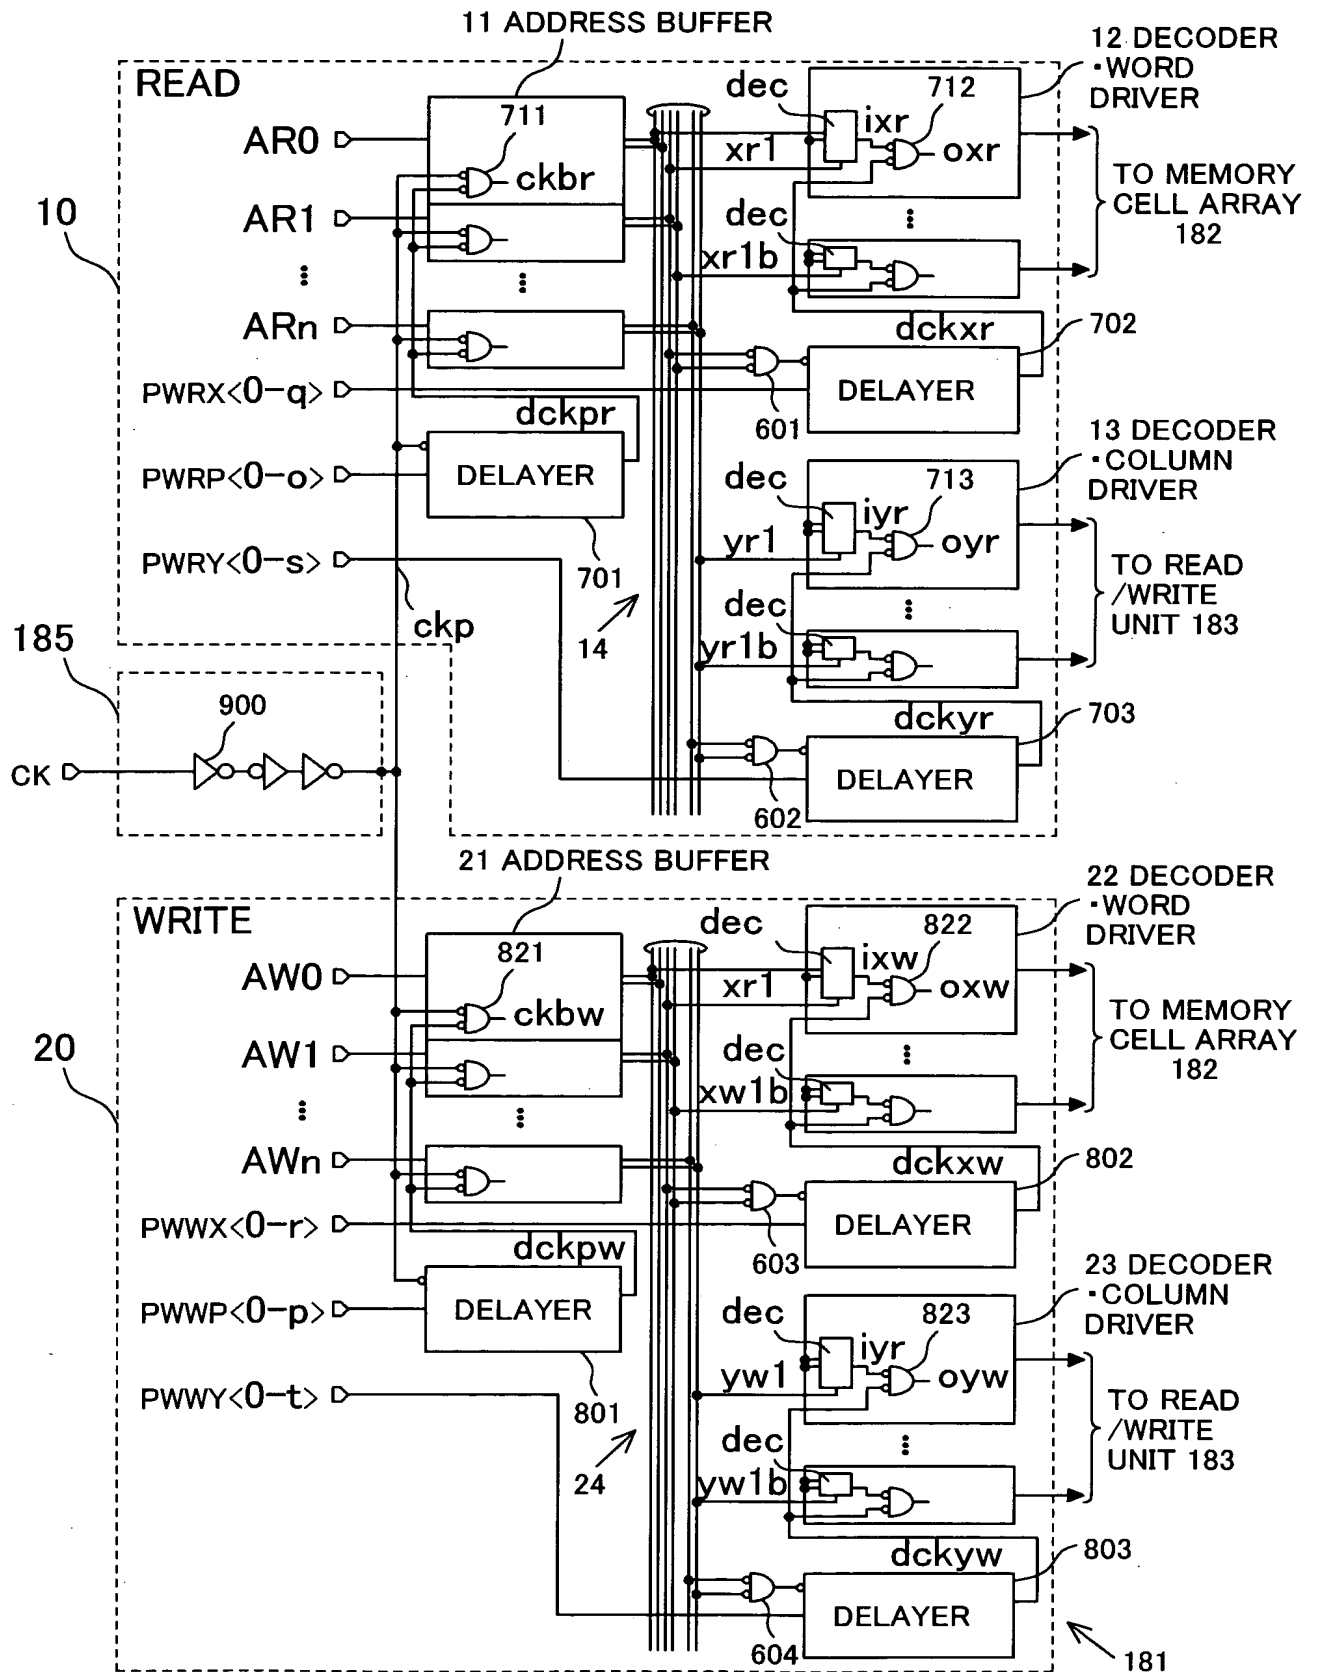 11 ADDRESS BUFFER
12 DECODER
・WORD
DRIVER
READ
dec
712
711
ixr
AR0
xr1
oxr
ckbr
TO MEMORY
CELL ARRAY
182
10
AR1
dec
xr1b
ARn
dckxr
702
PWRX<0-q>
DELAYER
dckpr
601
13 DECODER
・COLUMN
DRIVER
PWRP<0-o>
DELAYER
dec
713
iyr
yr1
oyr
PWRY<0-s>
701
TO READ
/WRITE
UNIT 183
dec
ckp
14
yr1b
185
900
dckyr
703
CK
DELAYER
602
21 ADDRESS BUFFER
22 DECODER
・WORD
DRIVER
WRITE
dec
822
821
ixw
AW0
xr1
oxw
ckbw
TO MEMORY
CELL ARRAY
182
20
AW1
dec
xw1b
AWn
dckxw
802
PWWX<0-r>
DELAYER
dckpw
603
23 DECODER
・COLUMN
DRIVER
PWWP<0-p>
DELAYER
dec
823
iyr
yw1
oyw
PWWY<0-t>
801
TO READ
/WRITE
UNIT 183
dec
24
yw1b
dckyw
803
DELAYER
604
181